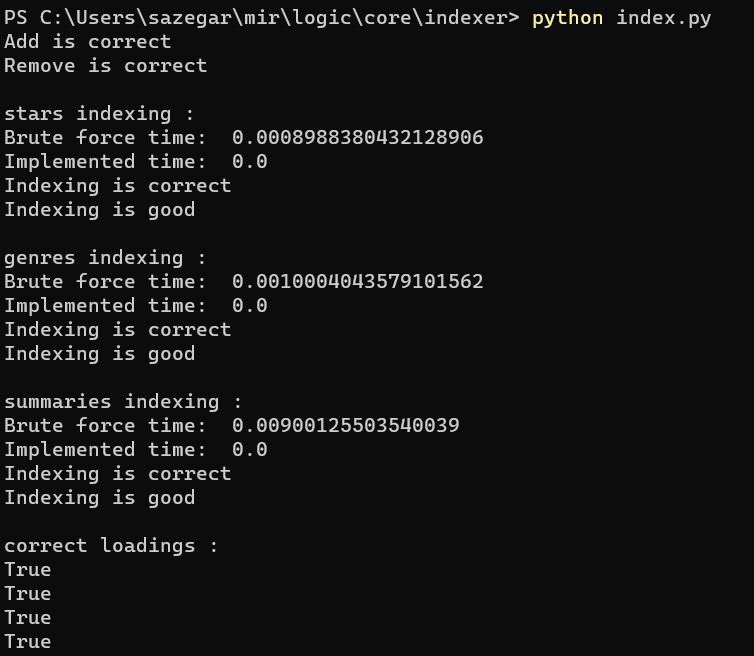 PS C:\Users\sazegar\mir\logic\core\indexer> python index.py
Add is correct
Remove is correct
stars indexing :
Brute force time:  0.0008988380432128906
Implemented time:  0.0
Indexing is correct
Indexing is good
genres indexing :
Brute force time:  0.0010004043579101562
Implemented time:  0.0
Indexing is correct
Indexing is good
summaries indexing :
Brute force time:  0.00900125503540039
Implemented time:  0.0
Indexing is correct
Indexing is good
correct loadings :
True
True
True
True